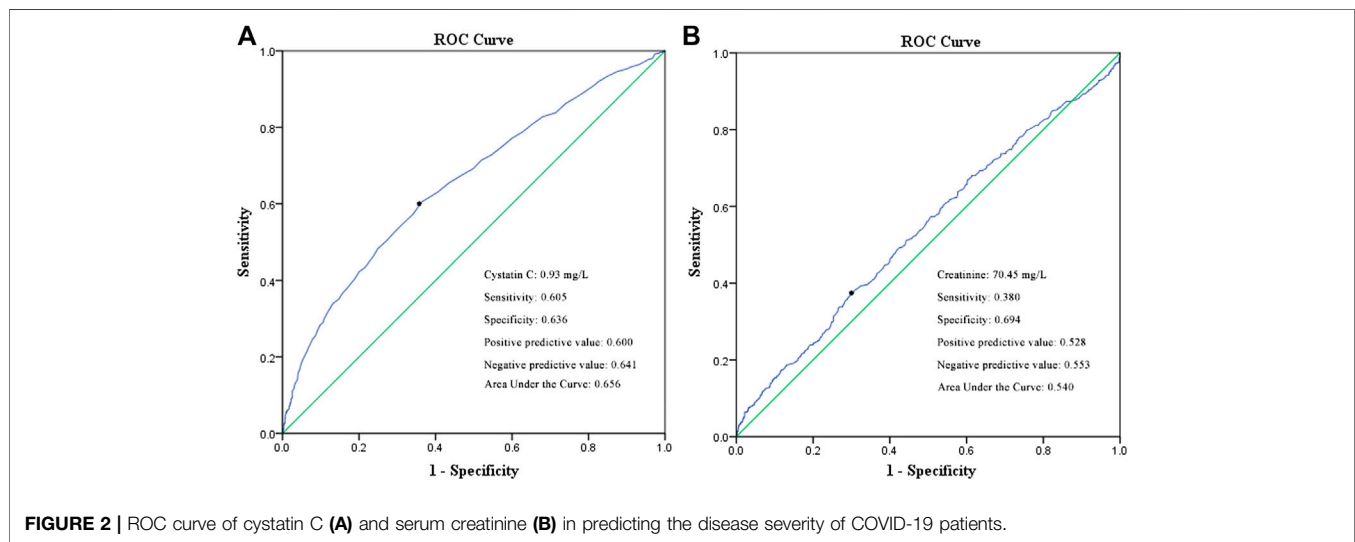 A
ROC Curve
1.0
0.8
0.6
0.4
0.2
0.0
Sensitivity
Cystatin C: 0.93 mg/L
Sensitivity: 0.605
Specificity: 0.636
Positive predictive value: 0.600
Negative predictive value: 0.641
Area Under the Curve: 0.656
0.0 0.2 0.4 0.6 0.8 1.0
1 - Specificity
B
ROC Curve
1.0
0.8
0.6
0.4
0.2
0.0
Sensitivity
Creatinine: 70.45 mg/L
Sensitivity: 0.380
Specificity: 0.694
Positive predictive value: 0.528
Negative predictive value: 0.553
Area Under the Curve: 0.540
0.0 0.2 0.4 0.6 0.8 1.0
1 - Specificity
FIGURE 2 | ROC curve of cystatin C (A) and serum creatinine (B) in predicting the disease severity of COVID-19 patients.